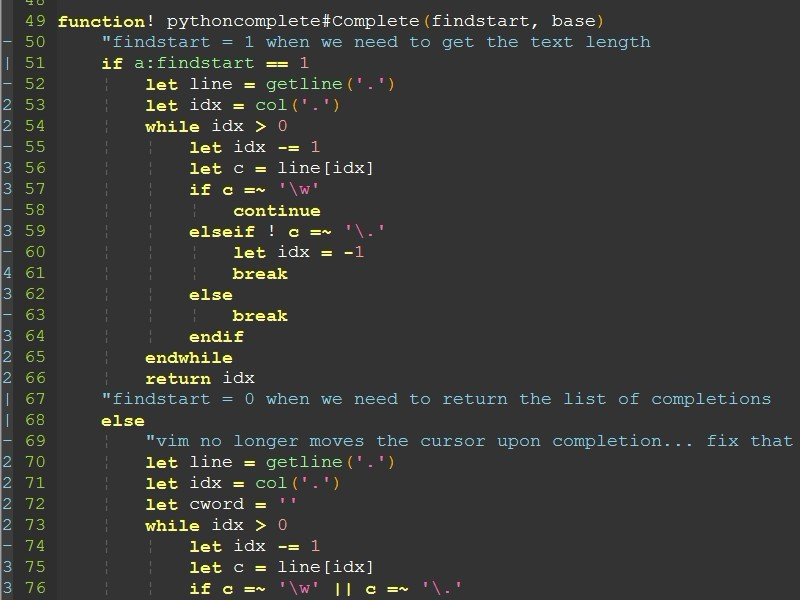 48
49 function! pythoncomplete#Complete(findstart, base)
- 50 "findstart = 1 when we need to get the text length
| 51 if a:findstart == 1
- 52 let line = getline('.')
2 53 let idx = col('.')
2 54 while idx > 0
- 55 let idx -= 1
3 56 let c = line[idx]
3 57 if c =~ '\w'
- 58 continue
3 59 elseif ! c =~ '\.'
- 60 let idx = -1
4 61 break
3 62 else
- 63 break
3 64 endif
2 65 endwhile
2 66 return idx
| 67 "findstart = 0 when we need to return the list of completions
| 68 else
- 69 "vim no longer moves the cursor upon completion... fix that
2 70 let line = getline('.')
2 71 let idx = col('.')
2 72 let cword = ''
2 73 while idx > 0
- 74 let idx -= 1
3 75 let c = line[idx]
3 76 if c =~ '\w' || c =~ '\.'